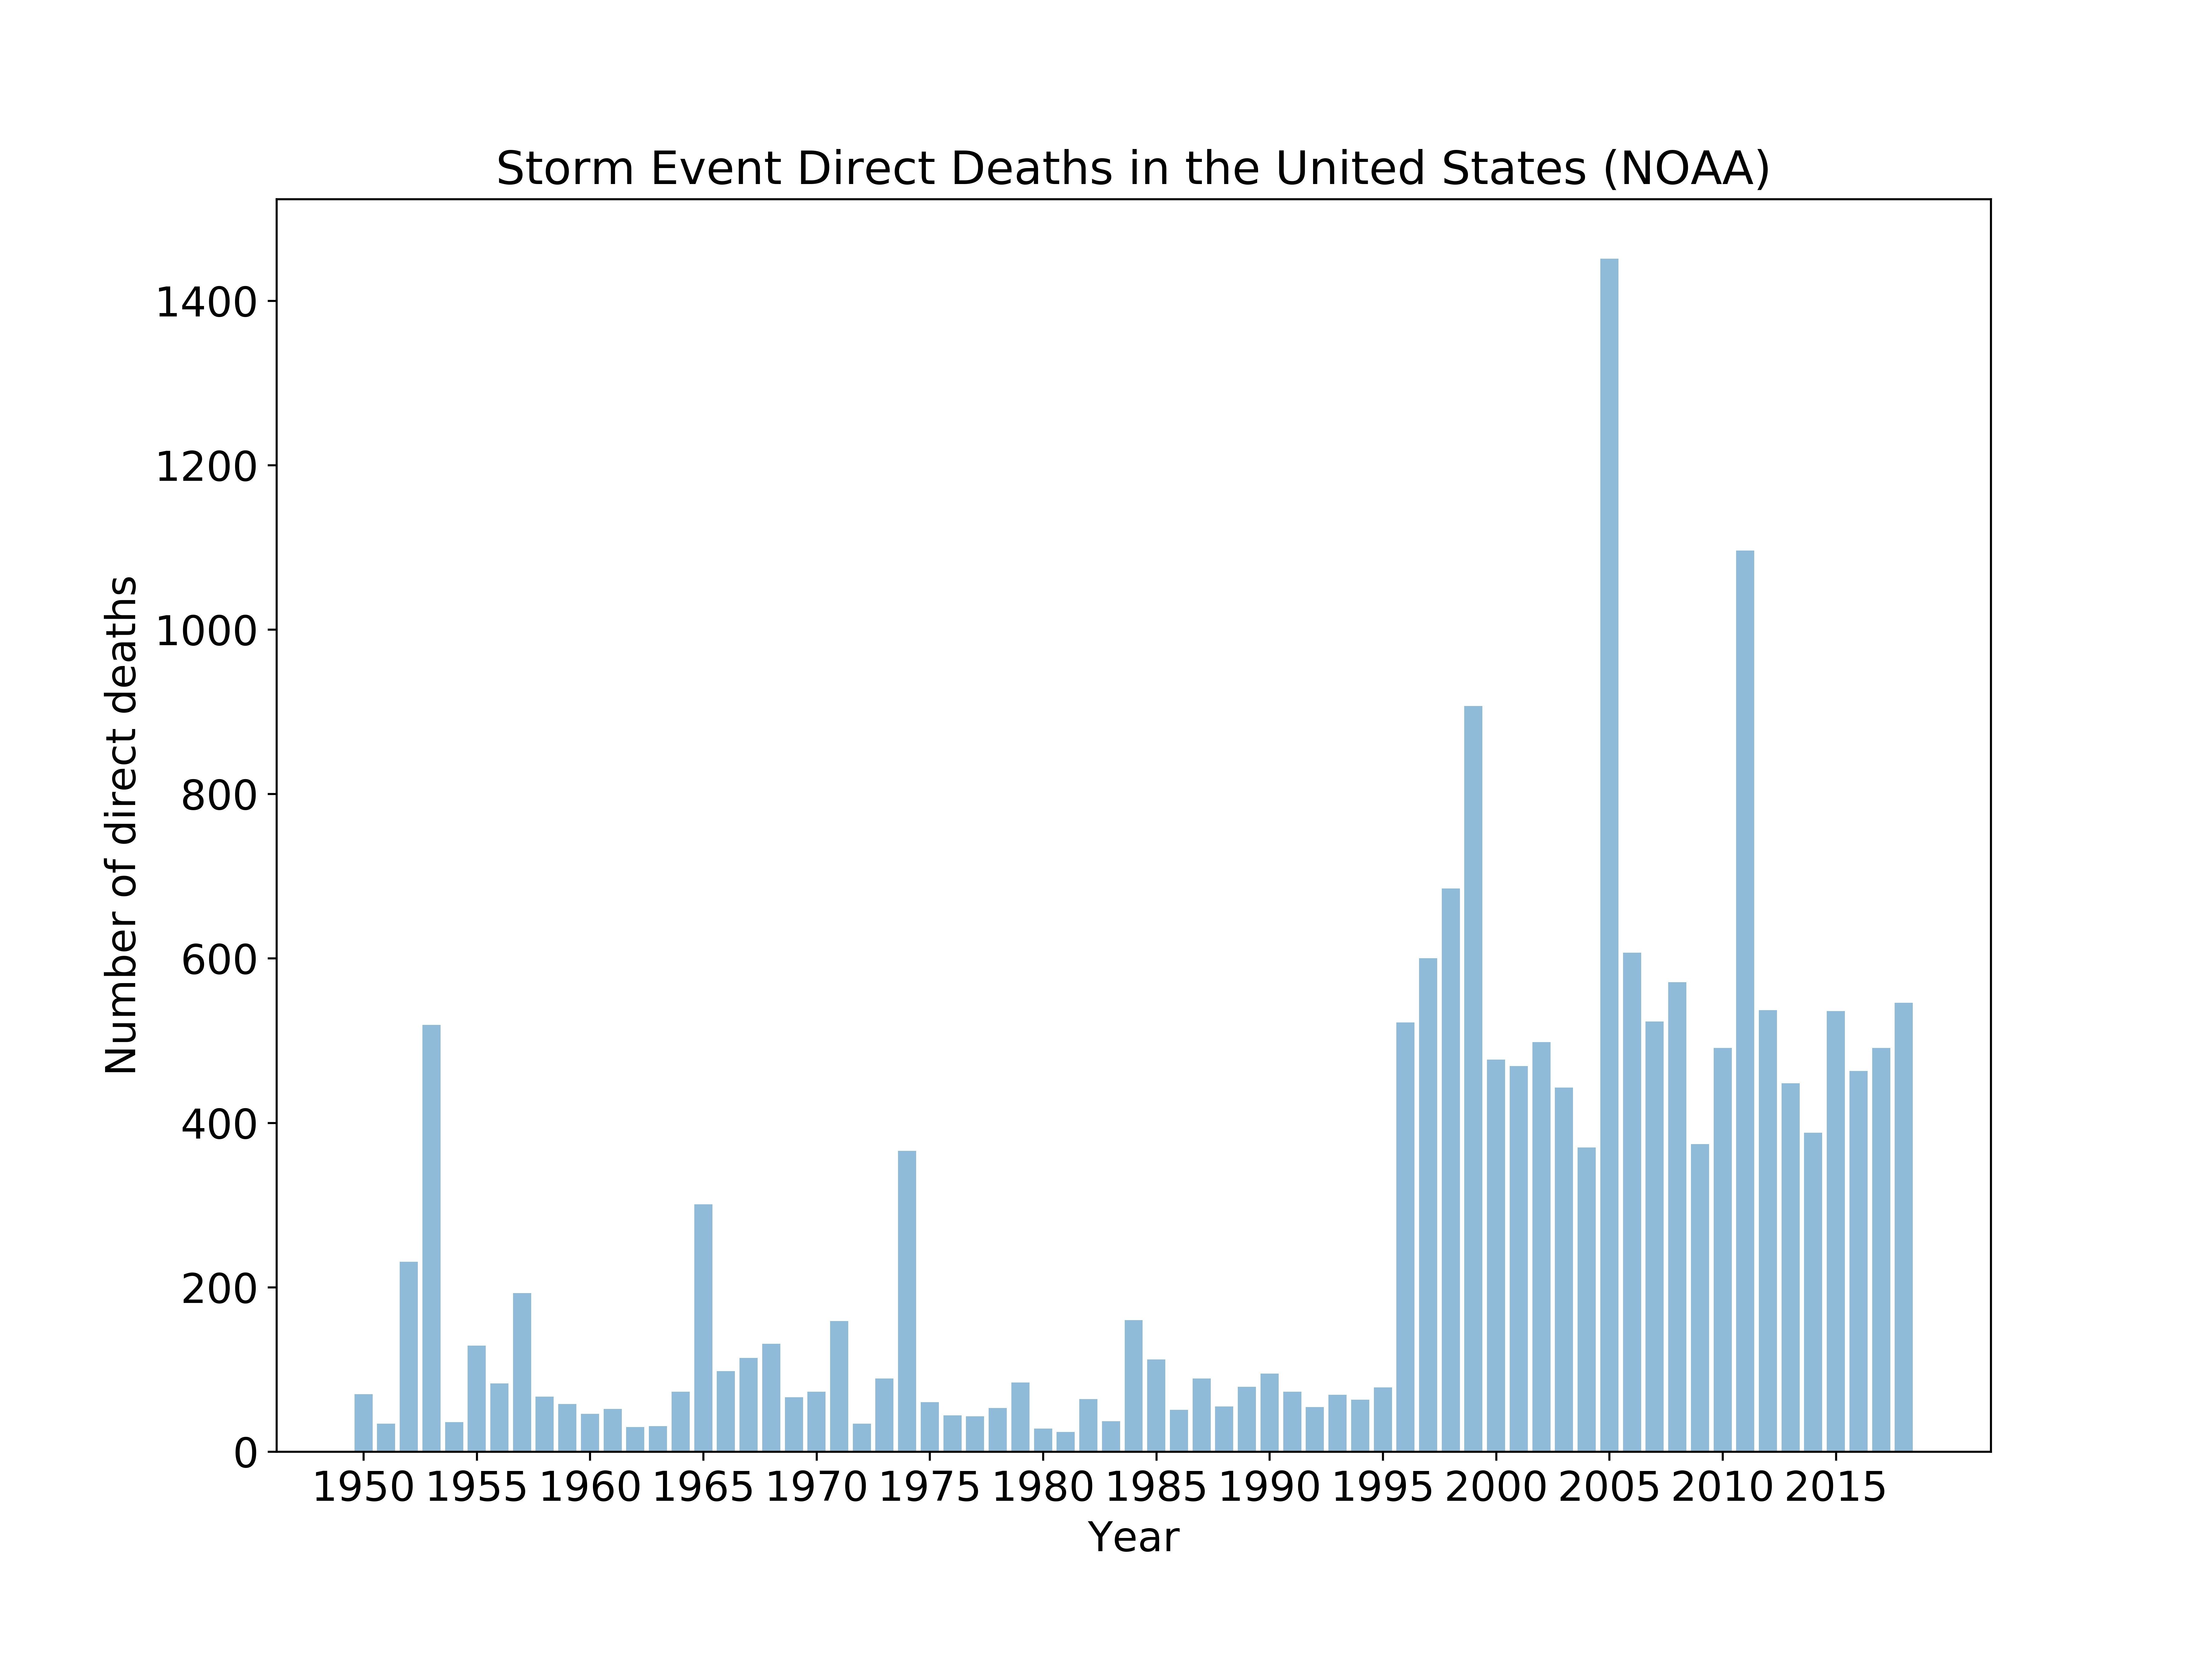 Storm Event Direct Deaths in the United States (NOAA)
1400
1200
1000
800
600
400
200
0
Number of direct deaths
1950 1955 1960 1965 1970 1975 1980 1985 1990 1995 2000 2005 2010 2015
Year